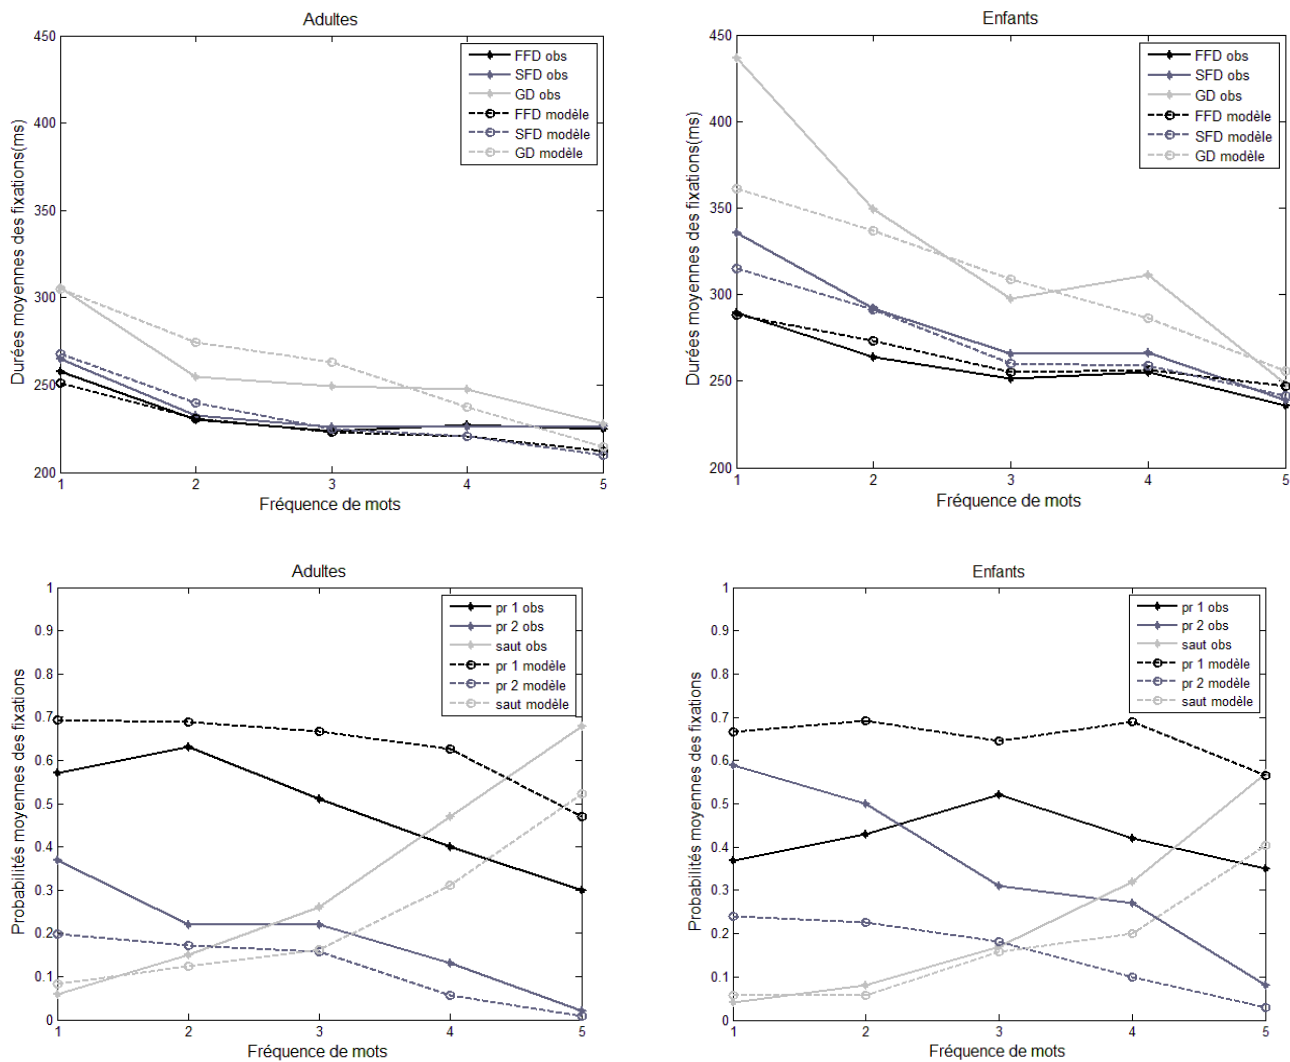 Adultes
450
400
350
300
250
200
Durées moyennes des fixations(ms)
FFD obs
SFD obs
GD obs
FFD modèle
SFD modèle
GD modèle
1 2 3 4 5
Fréquence de mots
Enfants
450
400
350
300
250
200
Durées moyennes des fixations(ms)
FFD obs
SFD obs
GD obs
FFD modèle
SFD modèle
GD modèle
1 2 3 4 5
Fréquence de mots
Adultes
1
0.9
0.8
0.7
0.6
0.5
0.4
0.3
0.2
0.1
0
Probabilités moyennes des fixations
pr 1 obs
pr 2 obs
saut obs
pr 1 modèle
pr 2 modèle
saut modèle
1 2 3 4 5
Fréquence de mots
Enfants
1
0.9
0.8
0.7
0.6
0.5
0.4
0.3
0.2
0.1
0
Probabilités moyennes des fixations
pr 1 obs
pr 2 obs
saut obs
pr 1 modèle
pr 2 modèle
saut modèle
1 2 3 4 5
Fréquence de mots